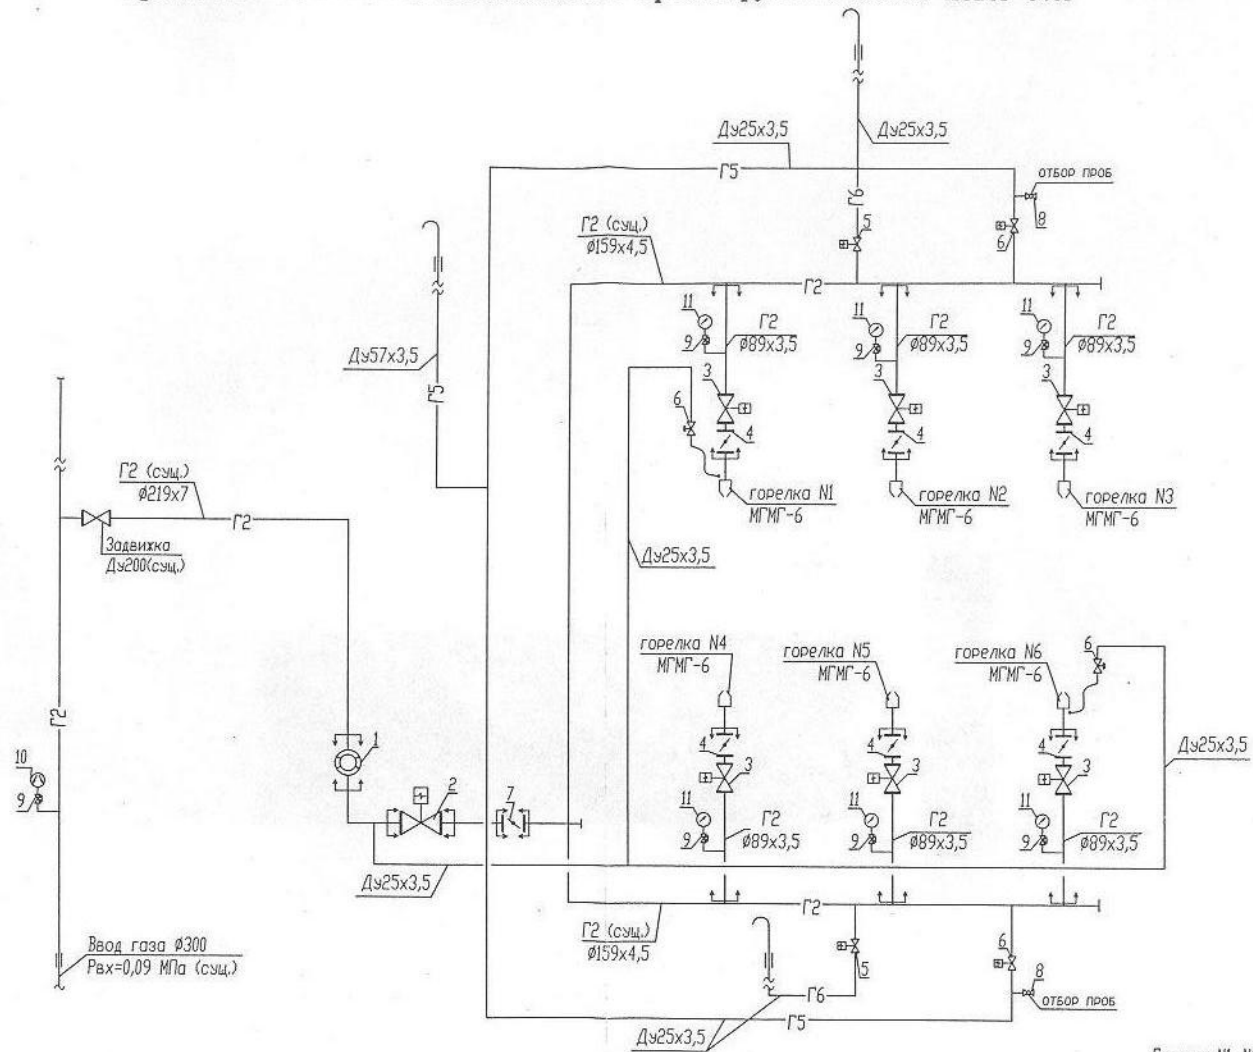 Ду25х3,5
Ду25х3,5
Г5
ОТБОР ПРОБ
Г6
5
8
6
Г2 (сущ.)
Ø159х4,5
Г2
11
Г2
Ø89х3,5
9
11
Г2
Ø89х3,5
9
11
Г2
Ø89х3,5
9
Ду57х3,5
Г5
3
3
3
6
4
4
4
Г2 (сущ.)
Ø219х7
Г2
горелка N1
МГМГ-6
горелка N2
МГМГ-6
горелка N3
МГМГ-6
Задвижка
Ду200(сущ.)
Ду25х3,5
горелка N4
МГМГ-6
горелка N5
МГМГ-6
горелка N6
МГМГ-6
6
Г2
1
4
4
4
Ду25х3,5
10
9
2
7
3
3
3
11
Г2
Ø89х3,5
9
11
Г2
Ø89х3,5
9
11
Г2
Ø89х3,5
9
Ду25х3,5
Г2
Г2 (сущ.)
Ø159х4,5
Ввод газа Ø300
Рвх=0,09 МПа (сущ.)
5
6
8
Г6
ОТБОР ПРОБ
Г5
Ду25х3,5